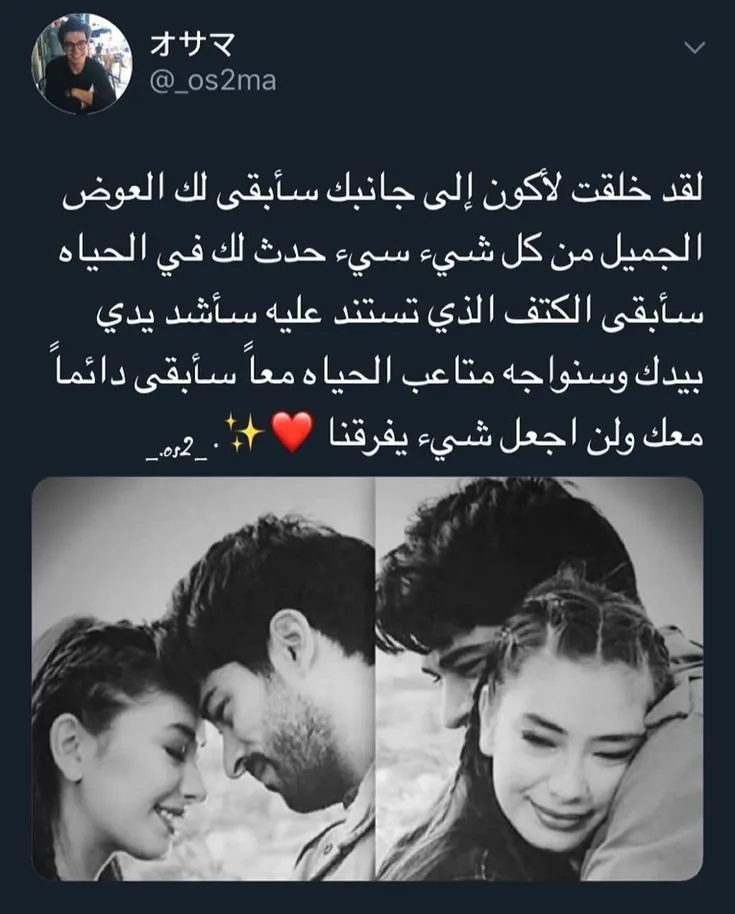 オサマ
@_os2ma
لقد خلقت لأكون إلى جانبك سأبقى لك العوض
الجميل من كل شيء سيء حدث لك في الحياه
سأبقى الكتف الذي تستند عليه سأشد يدي
بيدك وسنواجه متاعب الحياه معاً سأبقى دائماً
معك ولن اجعل شيء يفرقنا ❤️✨ . _os2._